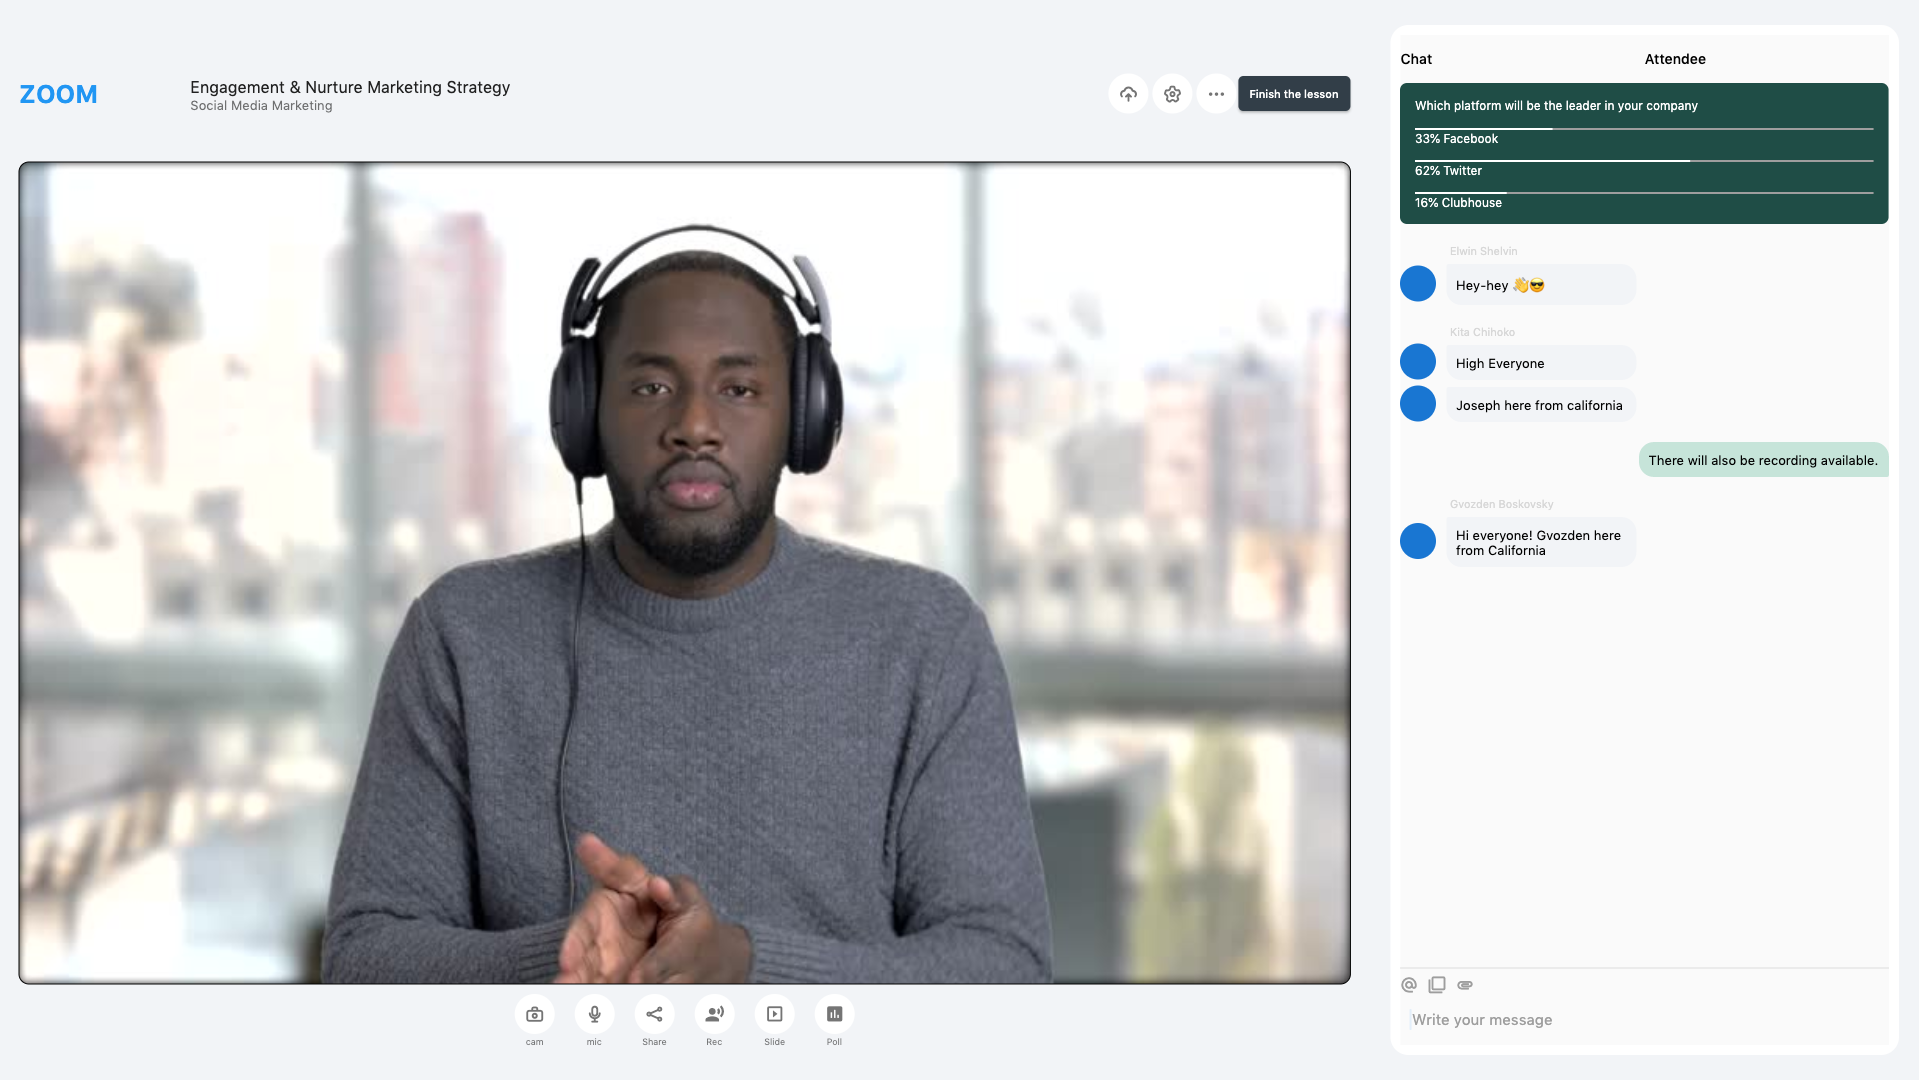 ZOOM
Engagement & Nurture Marketing Strategy
Social Media Marketing
Finish the lesson
Chat
Attendee
Which platform will be the leader in your company
33% Facebook
62% Twitter
16% Clubhouse
Elwin Shelvin
Hey-hey 👋😎
Kita Chihoko
High Everyone
Joseph here from california
There will also be recording available.
Gvozden Boskovsky
Hi everyone! Gvozden here
from California
Write your message
cam
mic
Share
Rec
Slide
Poll